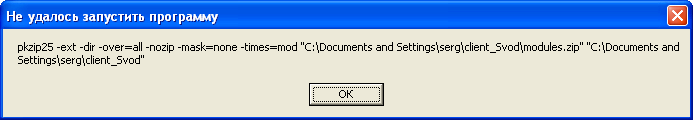 Не удалось запустить программу
pkzip25 -ext -dir -over=all -nozip -mask=none -times=mod "C:\Documents and Settings\serg\client_Svod\modules.zip" "C:\Documents and
Settings\serg\client_Svod"
OK